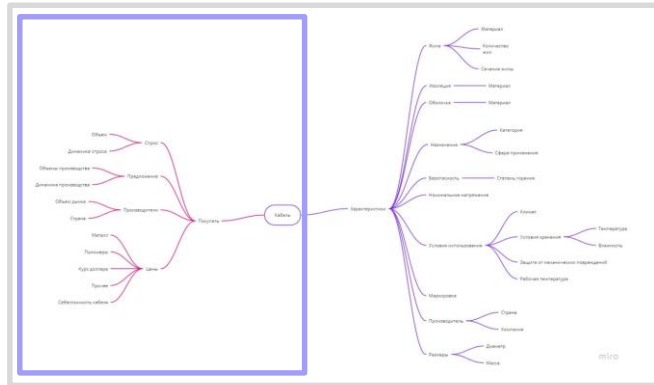 Объем
Динамика спроса
Спрос
Объемы производства
Динамика производства
Предложение
Объем рынка
Страна
Производители
Металл
Полимеры
Курс доллара
Прочее
Себестоимость кабеля
Цены
Покупать
Кабель
Характеристики
Жила
Материал
Количество
жил
Сечение жилы
Изоляция
Материал
Оболочка
Материал
Назначение
Категория
Сфера применения
Безопасность
Степень горения
Номинальное напряжение
Условия использования
Климат
Условия хранения
Температура
Влажность
Защита от механических повреждений
Рабочая температура
Маркировка
Производитель
Страна
Компания
Размеры
Диаметр
Масса
miro